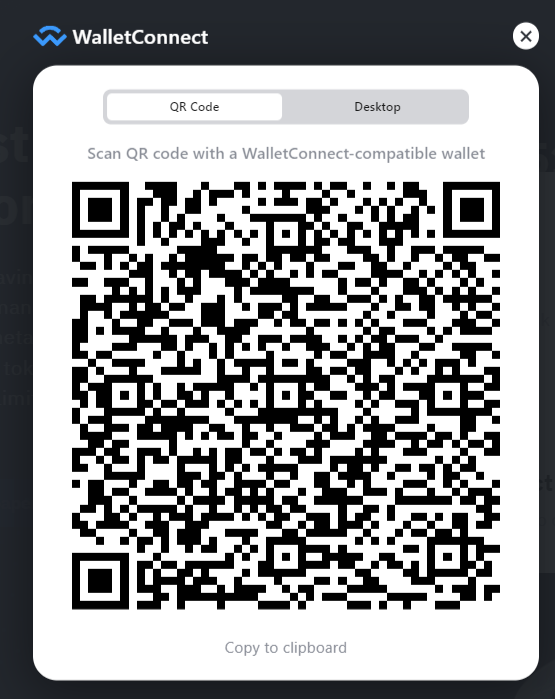 WalletConnect
QR Code
Desktop
Scan QR code with a WalletConnect-compatible wallet
Copy to clipboard